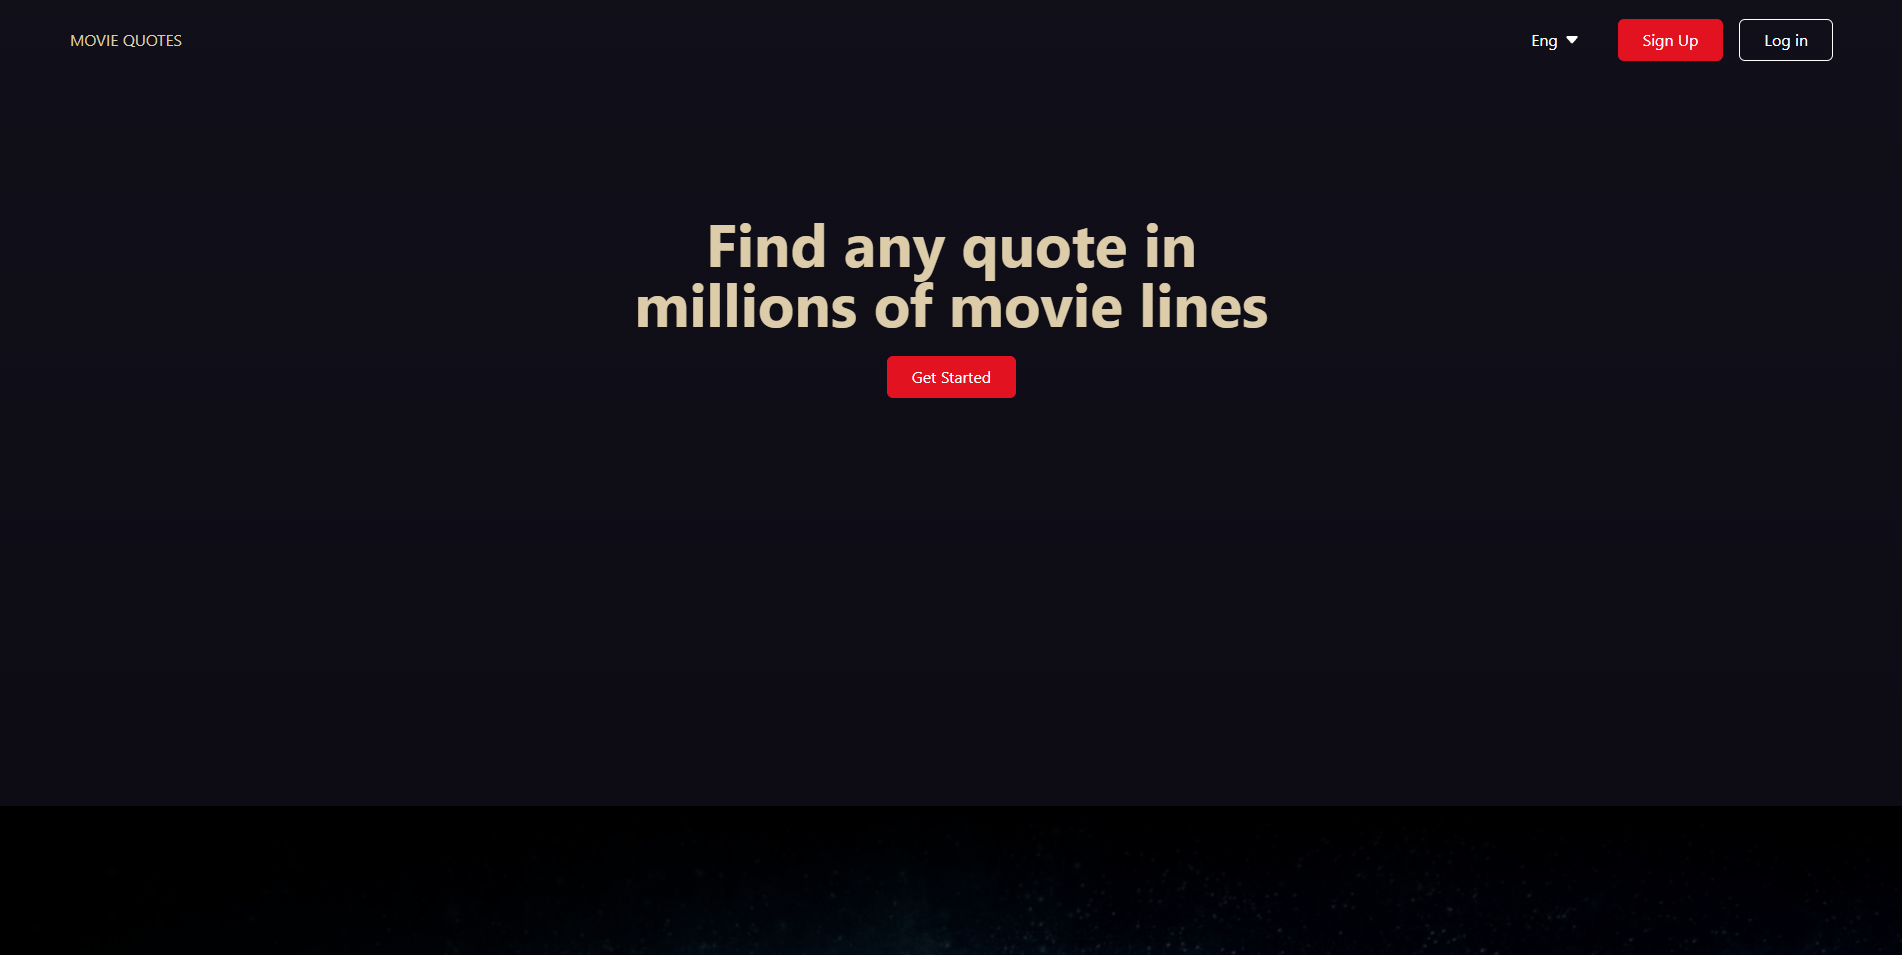 MOVIE QUOTES
Eng
Sign Up
Log in
Find any quote in
millions of movie lines
Get Started